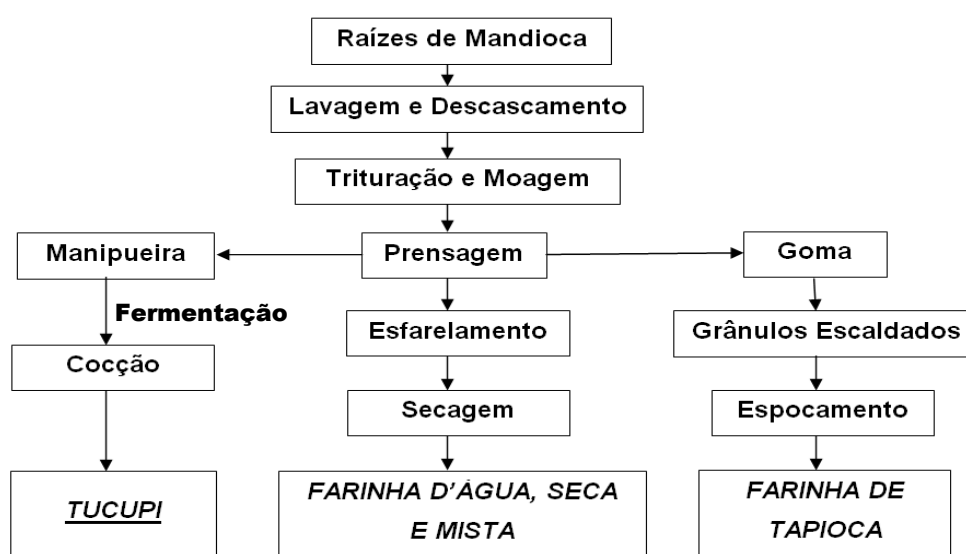 Raízes de Mandioca
Lavagem e Descascamento
Trituração e Moagem
Manipueira
Prensagem
Goma
Fermentação
Esfarelamento
Grânulos Escaldados
Cocção
Secagem
Espocamento
TUCUPI
FARINHA D'ÁGUA, SECA
E MISTA
FARINHA DE
TAPIOCA